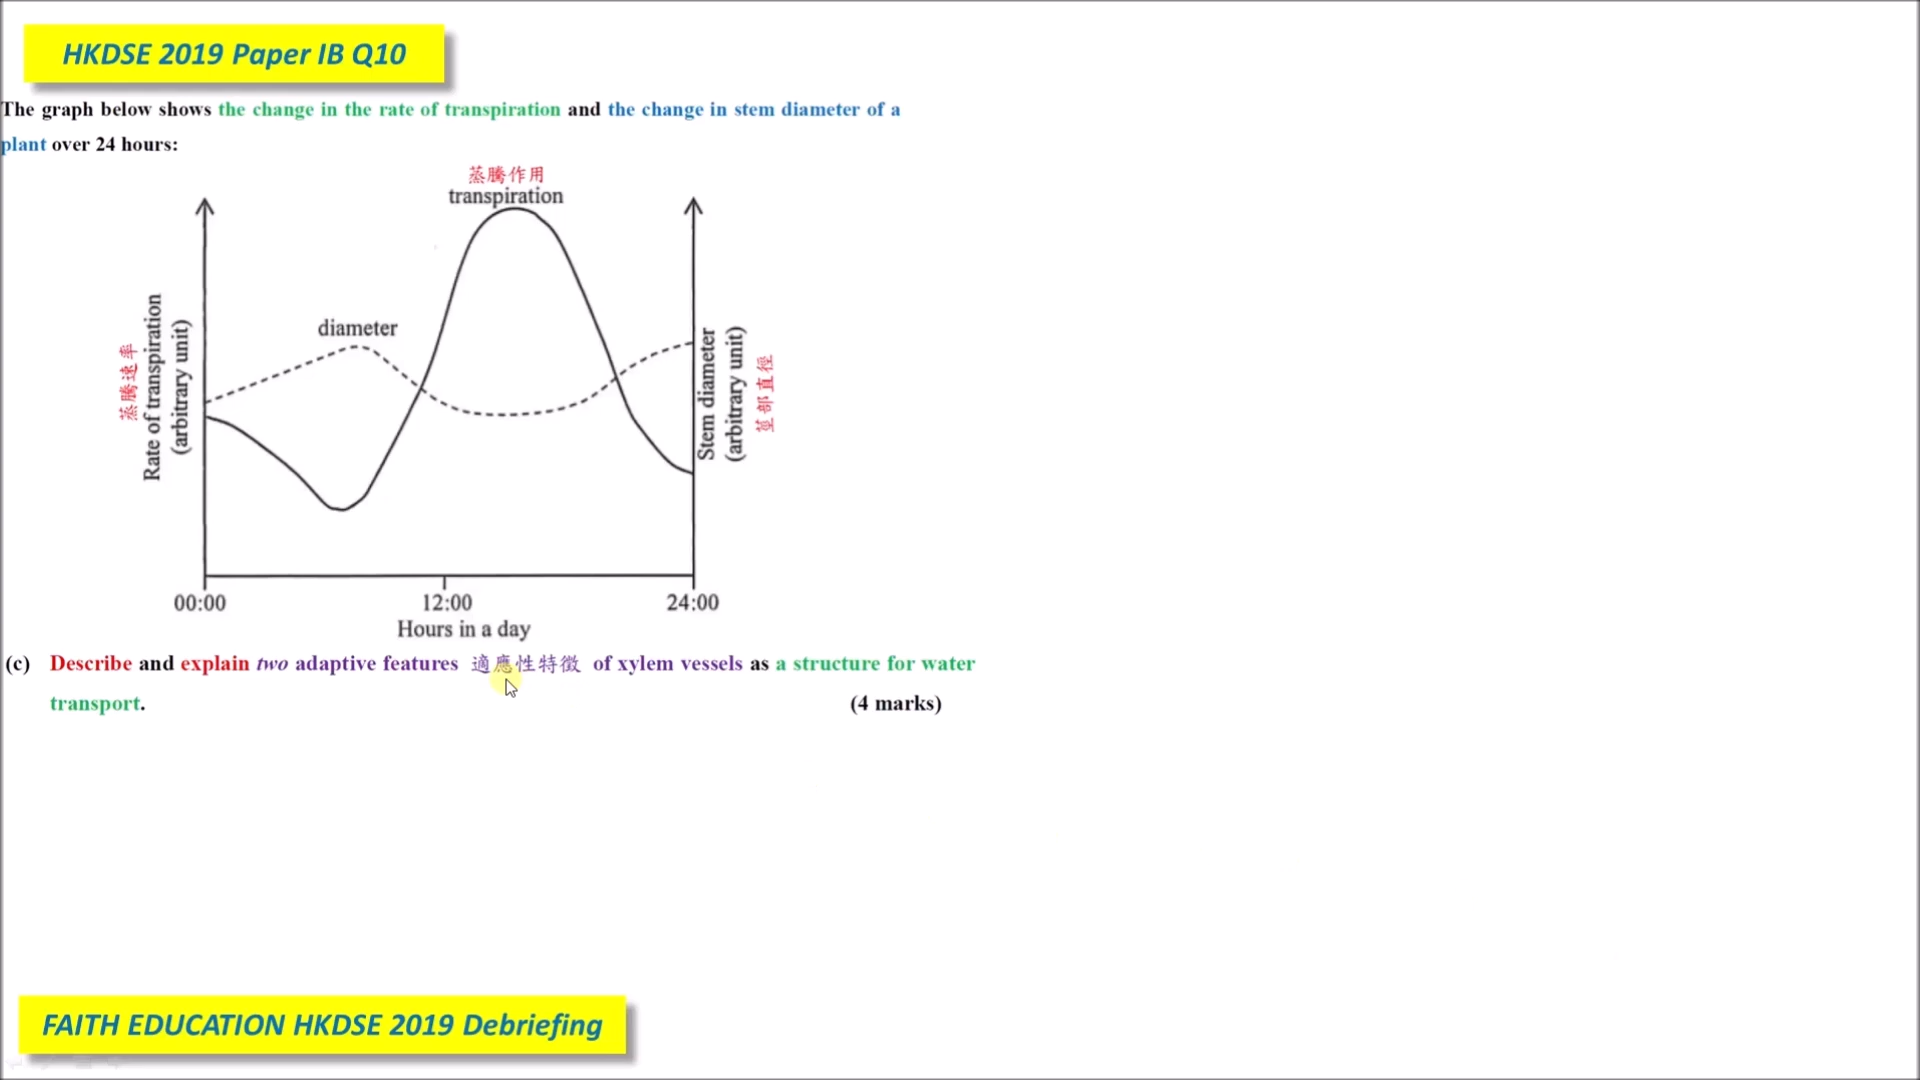 HKDSE 2019 Paper IB Q10
The graph below shows the change in the rate of transpiration and the change in stem diameter of a
plant over 24 hours:
蒸騰作用
transpiration
diameter
蒸騰速率
Rate of transpiration
(arbitrary unit)
Stem diameter
(arbitrary unit)
莖部直徑
00:00
12:00
24:00
Hours in a day
(c) Describe and explain two adaptive features 適應性特徵 of xylem vessels as a structure for water
transport. (4 marks)
FAITH EDUCATION HKDSE 2019 Debriefing